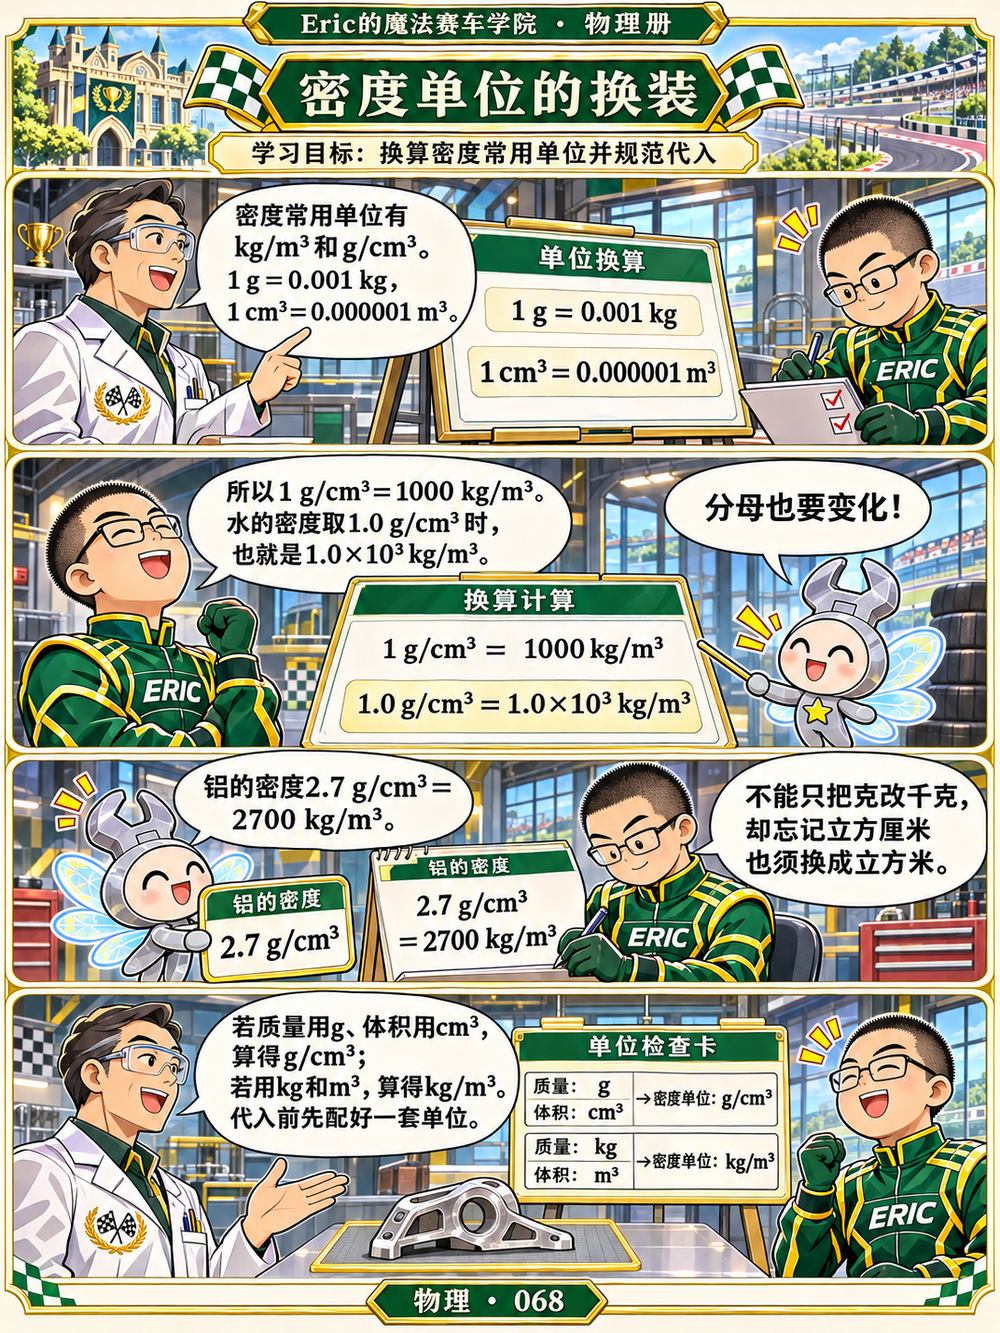 Eric的魔法赛车学院 · 物理册
密度单位的换装
学习目标：换算密度常用单位并规范代入
密度常用单位有
kg/m³和g/cm³。
1 g = 0.001 kg，
1 cm³=0.000001 m³。
单位换算
1 g = 0.001 kg
1 cm³ = 0.000001 m³
ERIC
所以1 g/cm³=1000 kg/m³。
水的密度取1.0 g/cm³时，
也就是1.0×10³ kg/m³。
分母也要变化！
换算计算
1 g/cm³ = 1000 kg/m³
1.0 g/cm³ = 1.0×10³ kg/m³
ERIC
铝的密度2.7 g/cm³=
2700 kg/m³。
不能只把克改千克，
却忘记立方厘米
也须换成立方米。
铝的密度
2.7 g/cm³
铝的密度
2.7 g/cm³
= 2700 kg/m³
ERIC
若质量用g、体积用cm³，
算得g/cm³；
若用kg和m³，算得kg/m³。
代入前先配好一套单位。
单位检查卡
质量： g
体积： cm³
→密度单位：g/cm³
质量： kg
体积： m³
→密度单位：kg/m³
ERIC
物理 · 068